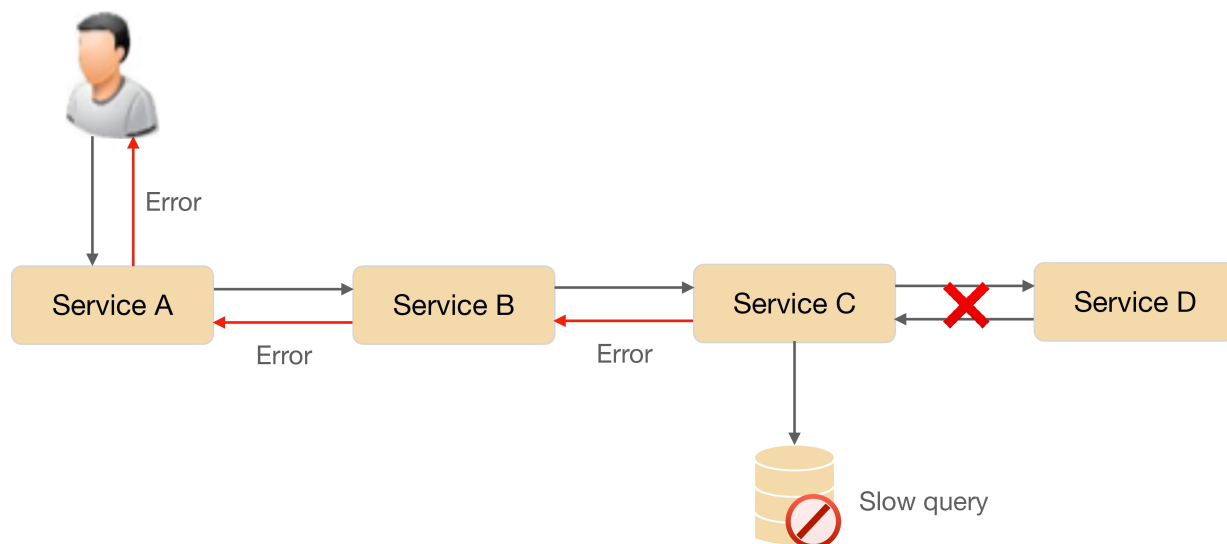 Error
Service A
Service B
Service C
Service D
Error
Error
Slow query